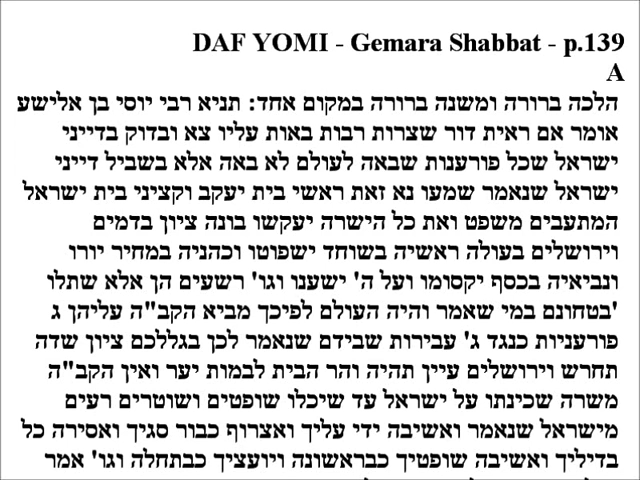 DAF YOMI - Gemara Shabbat - p.139
A
הלכה ברורה ומשנה ברורה במקום אחד: תניא רבי יוסי בן אלישע
אומר אם ראית דור שצרות רבות באות עליו צא ובדוק בדייני
ישראל שכל פורענות שבאה לעולם לא באה אלא בשביל דייני
ישראל שנאמר שמעו נא זאת ראשי בית יעקב וקציני בית ישראל
המתעבים משפט ואת כל הישרה יעקשו בונה ציון בדמים
וירושלים בעולה ראשיה בשוחד ישפוטו וכהניה במחיר יורו
ונביאיה בכסף יקסומו ועל ה' ישענו וגו' רשעים הן אלא שתלו
'בטחונם במי שאמר והיה העולם לפיכך מביא הקב"ה עליהן ג
פורעניות כנגד ג' עבירות שבידם שנאמר לכן בגללכם ציון שדה
תחרש וירושלים עיין תהיה והר הבית לבמות יער ואין הקב"ה
משרה שכינתו על ישראל עד שיכלו שופטים ושוטרים רעים
מישראל שנאמר ואשיבה ידי עליך ואצרוף כבור סגיך ואסירה כל
בדיליך ואשיבה שופטיך כבראשונה ויועציך כבתחלה וגו' אמר